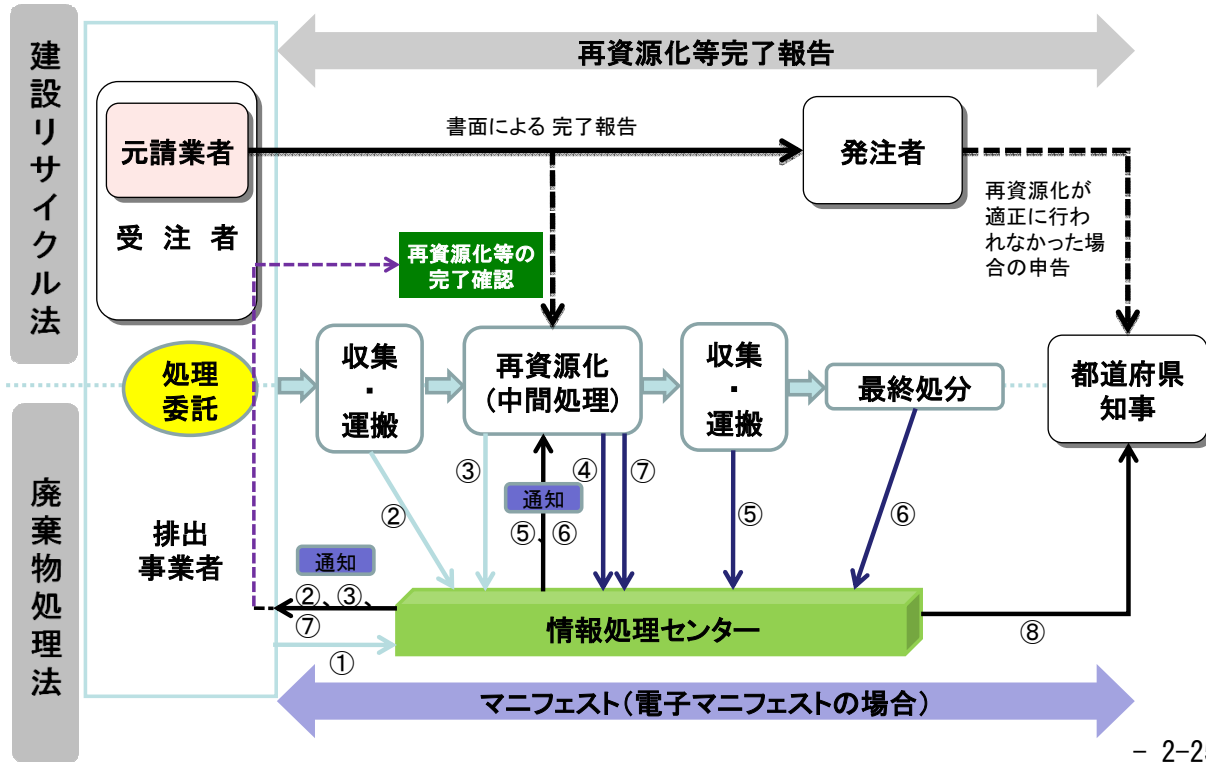 建設リサイクル法
再資源化等完了報告
元請業者
受 注 者
書面による 完了報告
発注者
再資源化が
適正に行わ
れなかった場
合の申告
再資源化等の
完了確認
処理
委託
収集
・
運搬
再資源化
(中間処理)
収集
・
運搬
最終処分
都道府県
知事
廃棄物処理法
排出
事業者
②
③
通知
⑤、⑥
④
⑦
⑤
⑥
通知
②、③、
⑦
①
情報処理センター
⑧
マニフェスト(電子マニフェストの場合)